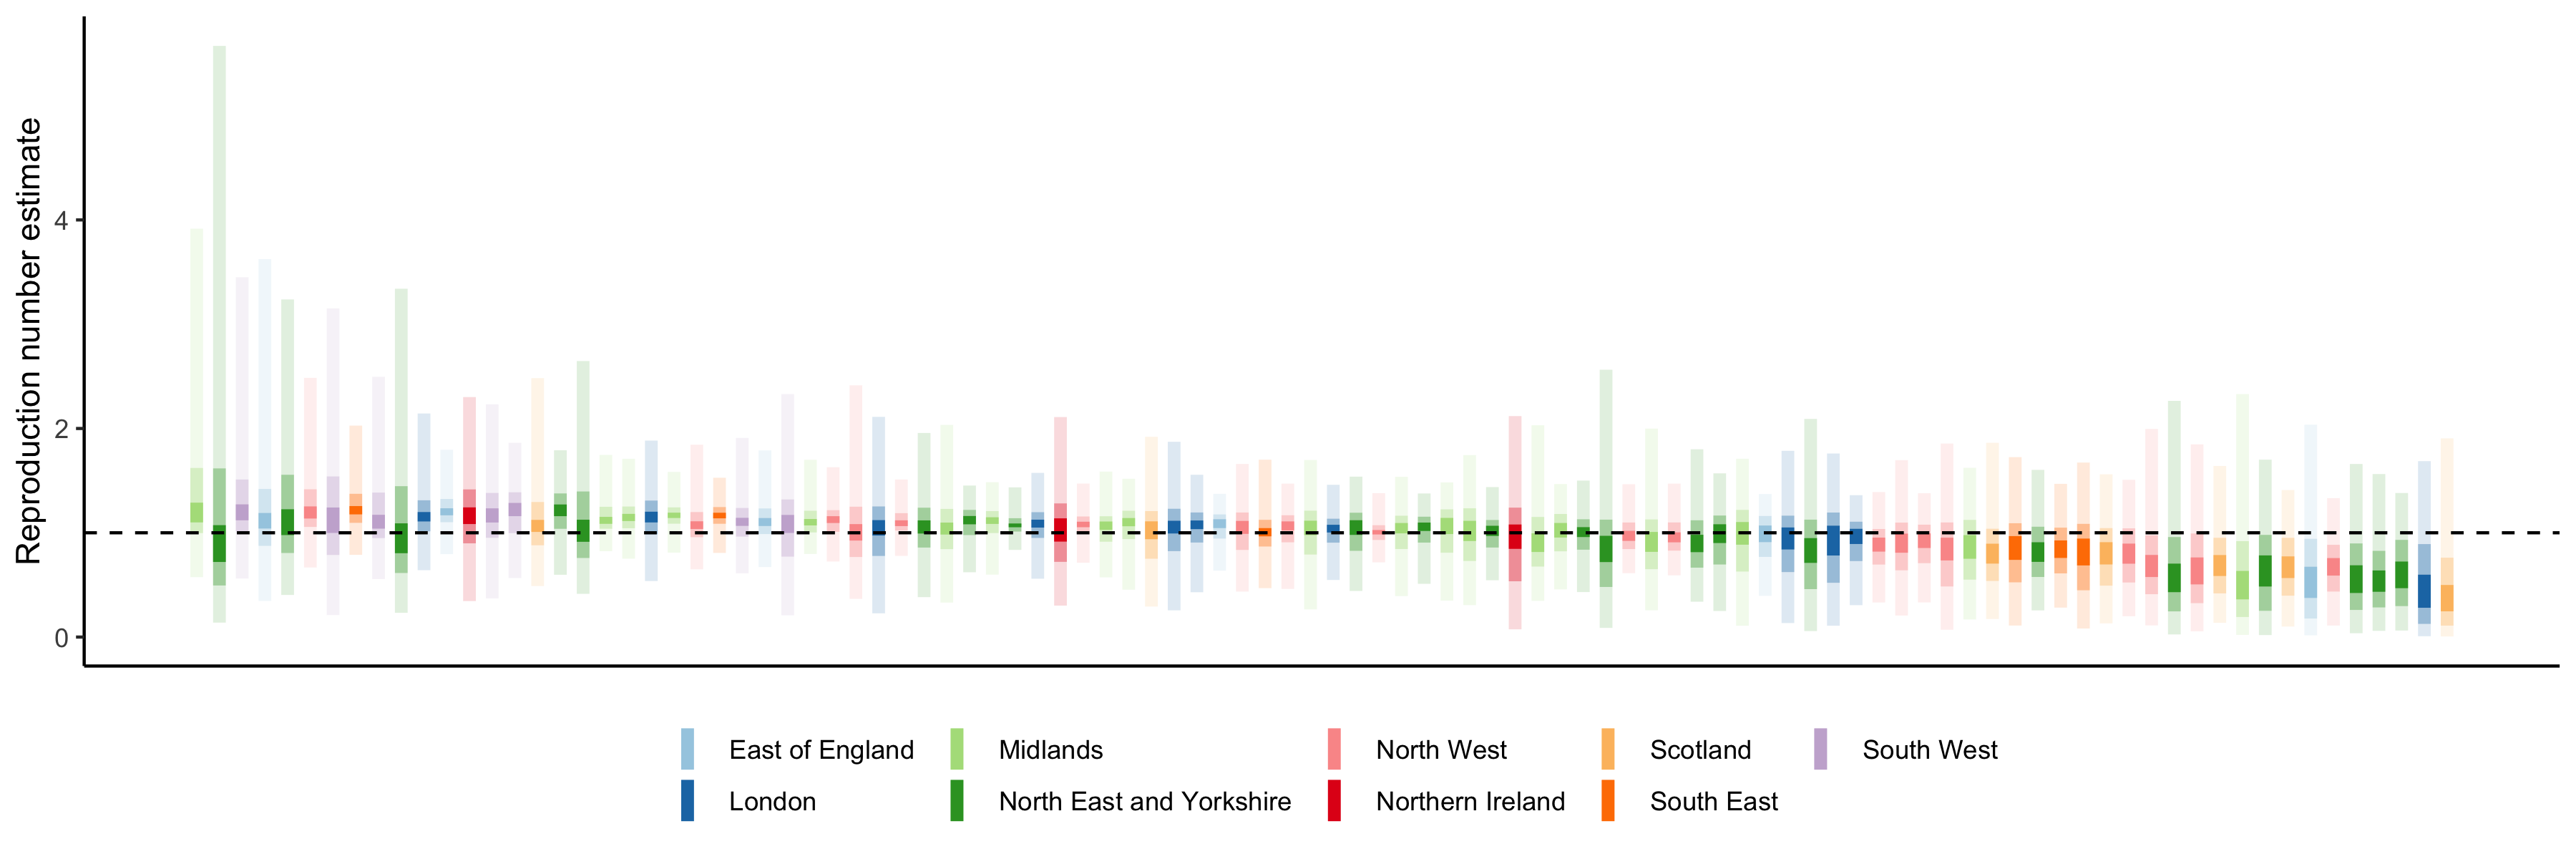 Reproduction number estimate
4
2
1
0
East of England
Midlands
North West
Scotland
South West
London
North East and Yorkshire
Northern Ireland
South East